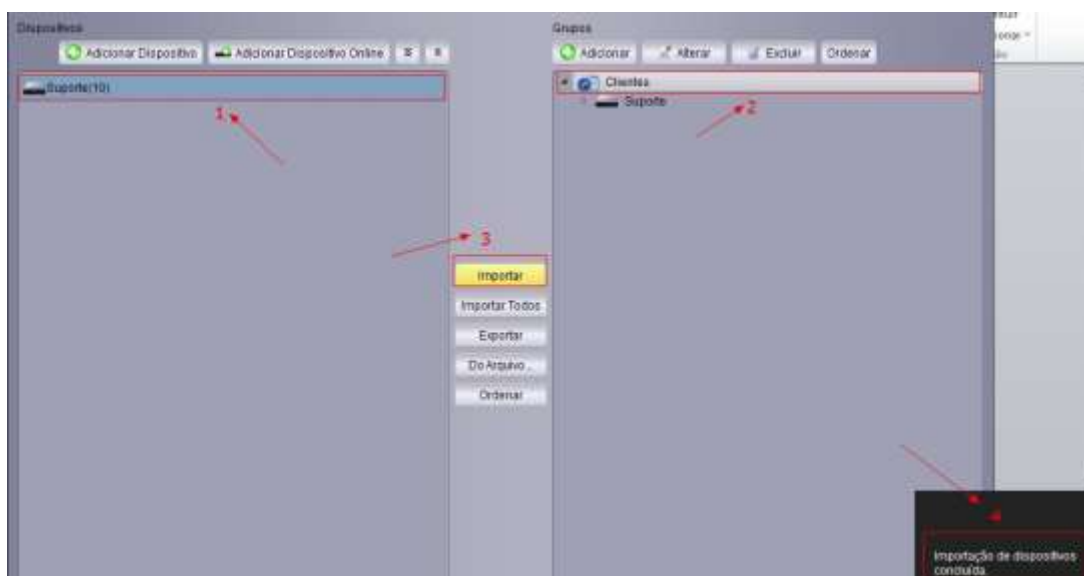 Dispositivos
Adicionar Dispositivo
Adicionar Dispositivo Online
Suporte(10)
1
Grupos
Adicionar
Alterar
Excluir
Ordenar
Clientes
Suporte
2
3
Importar
Importar Todos
Exportar
Do Arquivo..
Ordenar
4
Importação de dispositivos
concluída.